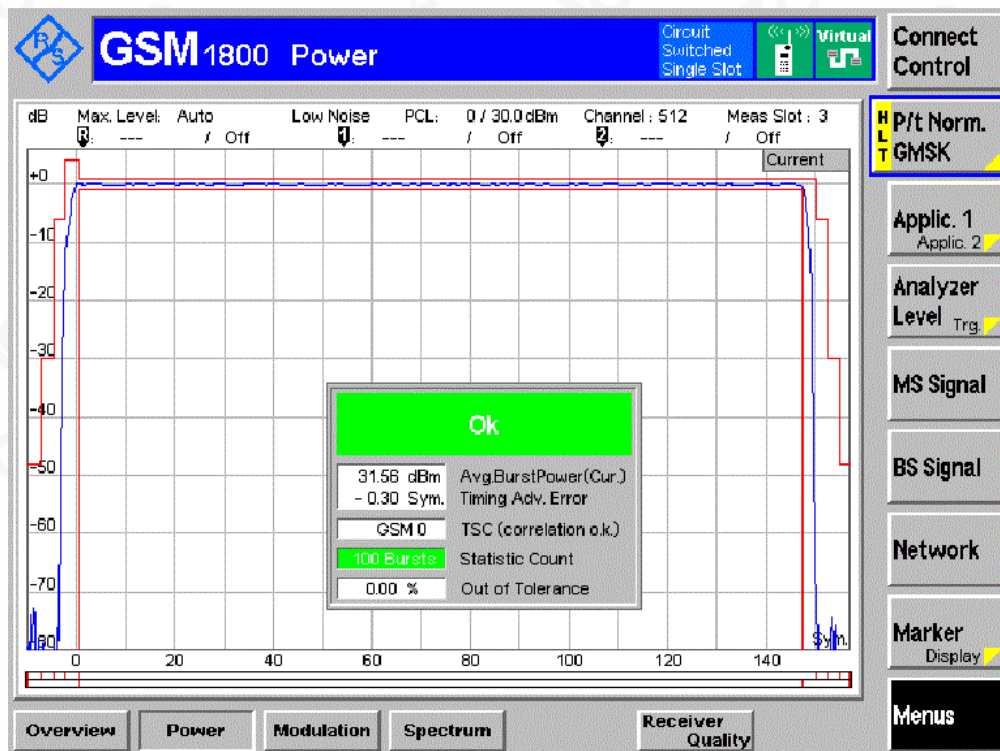 R S
GSM 1800 Power
Circuit Switched Single Slot
Virtual
Connect Control
dB Max. Level: Auto Low Noise PCL: 0 / 30.0 dBm Channel : 512 Meas Slot : 3
R: --- / Off 1: --- / Off 2: --- / Off
Current
HLT
P/t Norm. GMSK
Applic. 1
Applic. 2
Analyzer Level Trg.
MS Signal
BS Signal
Network
Marker
Display
Menus
+0
-10
-20
-30
-40
-50
-60
-70
-80
Ok
31.56 dBm Avg.BurstPower(Cur.)
- 0.30 Sym. Timing Adv. Error
GSM 0 TSC (correlation o.k.)
100 Bursts Statistic Count
0.00 % Out of Tolerance
Sym.
0 20 40 60 80 100 120 140
Overview Power Modulation Spectrum Receiver Quality